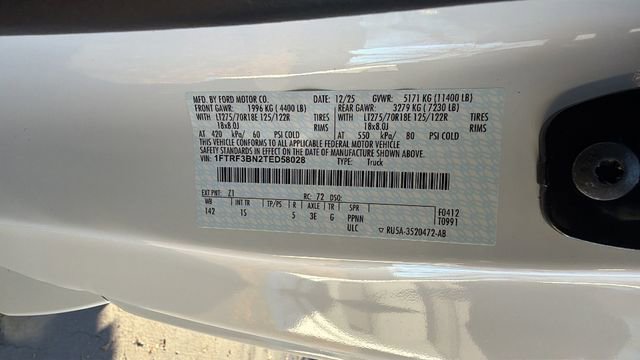 MFD. BY FORD MOTOR CO. 12/25 GVWR: 5171 KG (11400 LB)
FRONT GAWR: 1996 KG (4400 LB) REAR GAWR: 3279 KG (7230 LB)
WITH LT275/70R18E 125/122R TIRES WITH LT275/70R18E 125/122R TIRES
18x8.0J RIMS 18x8.0J RIMS
AT 420 kPa/ 60 PSI COLD AT 550 kPa/ 80 PSI COLD
THIS VEHICLE CONFORMS TO ALL APPLICABLE FEDERAL MOTOR VEHICLE
SAFETY STANDARDS IN EFFECT ON THE DATE OF MANUFACTURE SHOWN ABOVE.
VIN: 1FTRF3BN2TED58028 TYPE: Truck
EXT PNT: Z1 RC: 72 DSO:
WB INT TR TP/PS R AXLE TR SPR F0412
142 1S 5 3E G PPNN T0991
ULC ▽ RU5A-3520472-AB